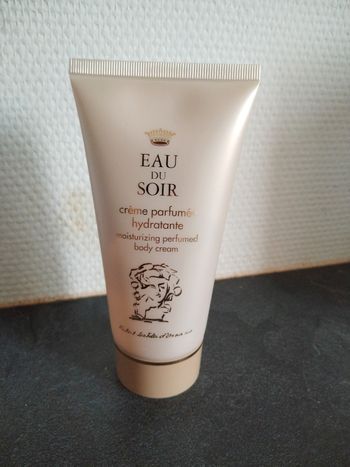 EAU
DU
SOIR
crème parfumée
hydratante
moisturizing perfumed
body cream